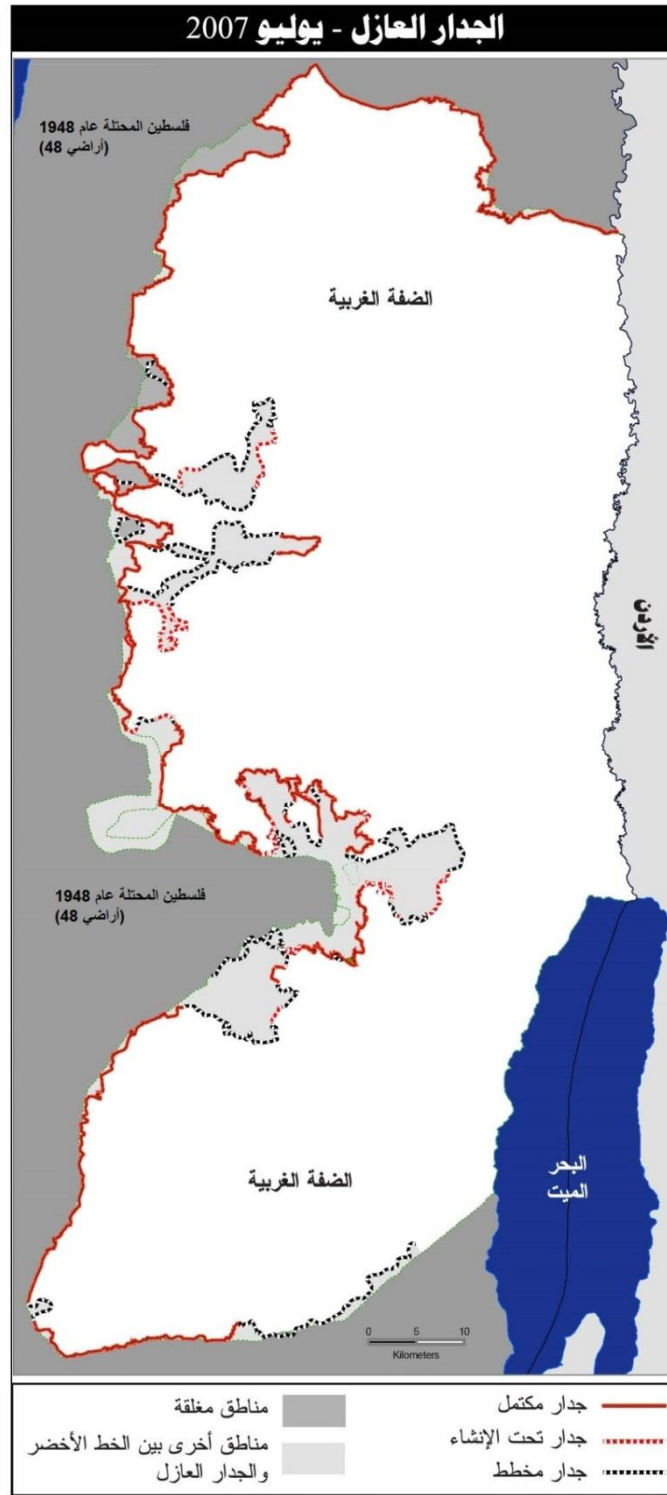 الجدار العازل - يوليو 2007
فلسطين المحتلة عام 1948
(أراضي 48)
الضفة الغربية
الأردن
فلسطين المحتلة عام 1948
(أراضي 48)
البحر
الميت
الضفة الغربية
0 5 10
Kilometers
جدار مكتمل
جدار تحت الإنشاء
جدار مخطط
مناطق مغلقة
مناطق أخرى بين الخط الأخضر
والجدار العازل